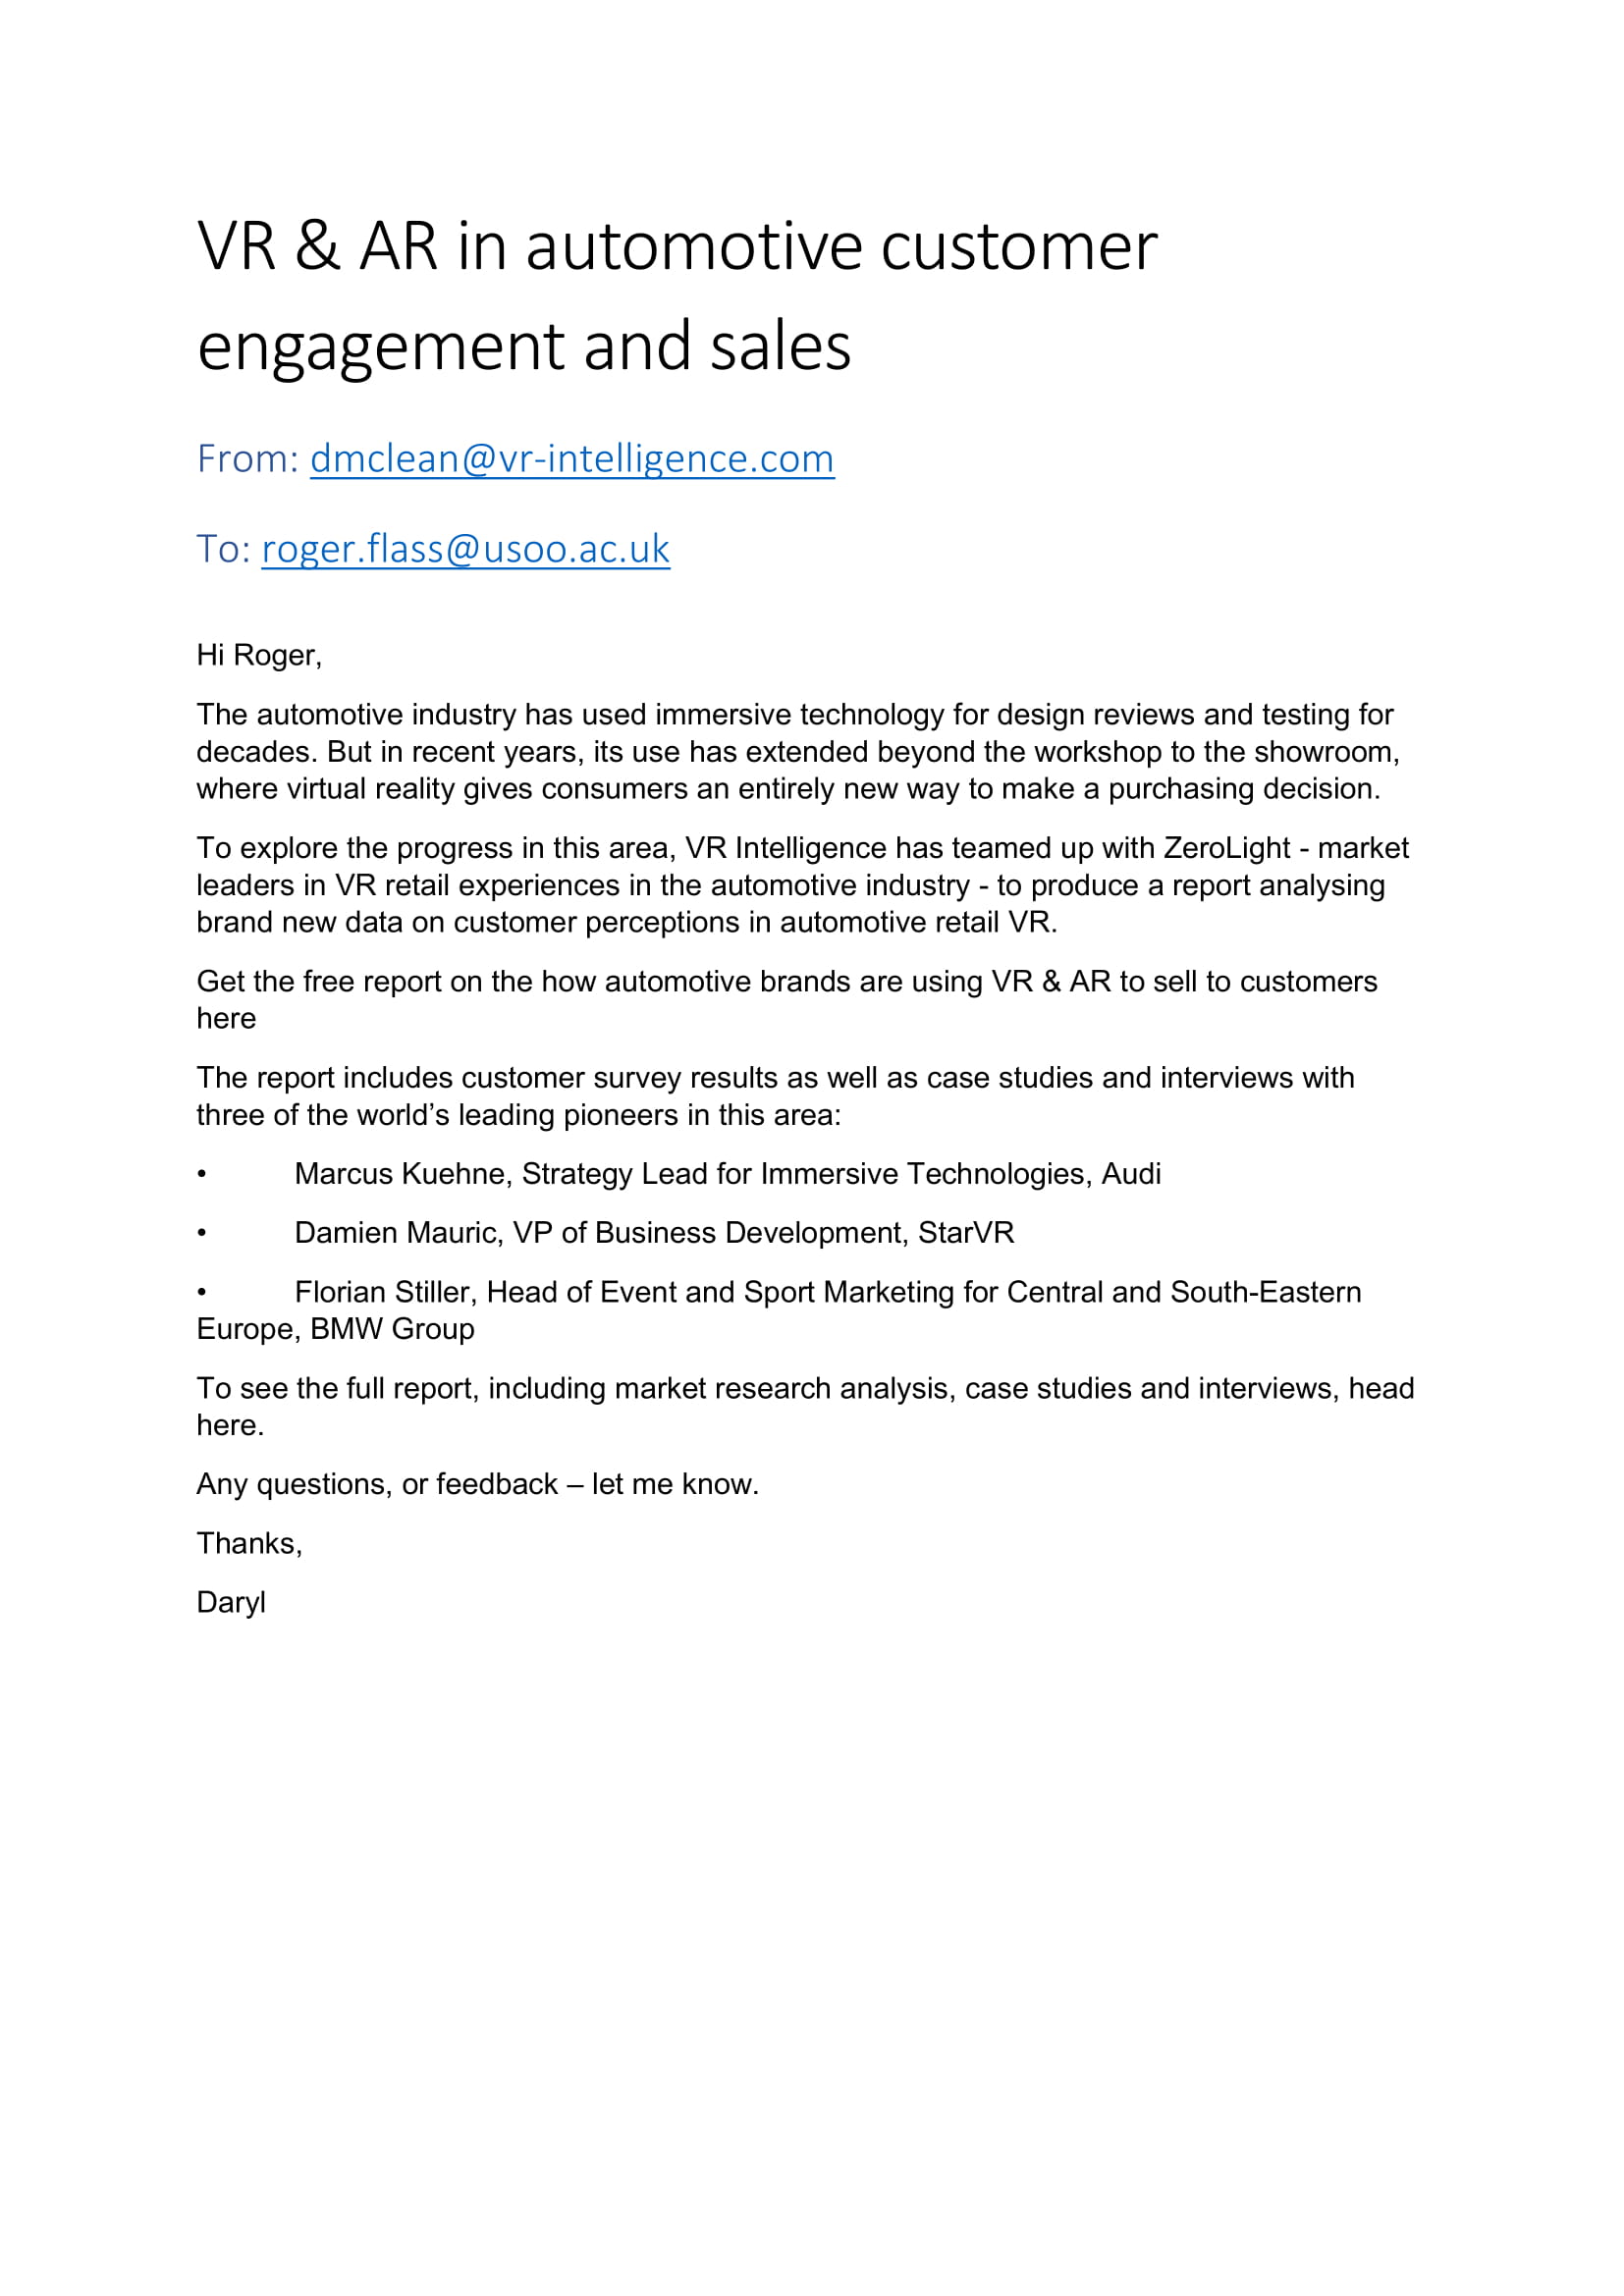 VR & AR in automotive customer
engagement and sales
From: dmclean@vr-intelligence.com
To: roger.flass@usoo.ac.uk
Hi Roger,
The automotive industry has used immersive technology for design reviews and testing for
decades. But in recent years, its use has extended beyond the workshop to the showroom,
where virtual reality gives consumers an entirely new way to make a purchasing decision.
To explore the progress in this area, VR Intelligence has teamed up with ZeroLight - market
leaders in VR retail experiences in the automotive industry - to produce a report analysing
brand new data on customer perceptions in automotive retail VR.
Get the free report on the how automotive brands are using VR & AR to sell to customers
here
The report includes customer survey results as well as case studies and interviews with
three of the world’s leading pioneers in this area:
• Marcus Kuehne, Strategy Lead for Immersive Technologies, Audi
• Damien Mauric, VP of Business Development, StarVR
• Florian Stiller, Head of Event and Sport Marketing for Central and South-Eastern
Europe, BMW Group
To see the full report, including market research analysis, case studies and interviews, head
here.
Any questions, or feedback – let me know.
Thanks,
Daryl